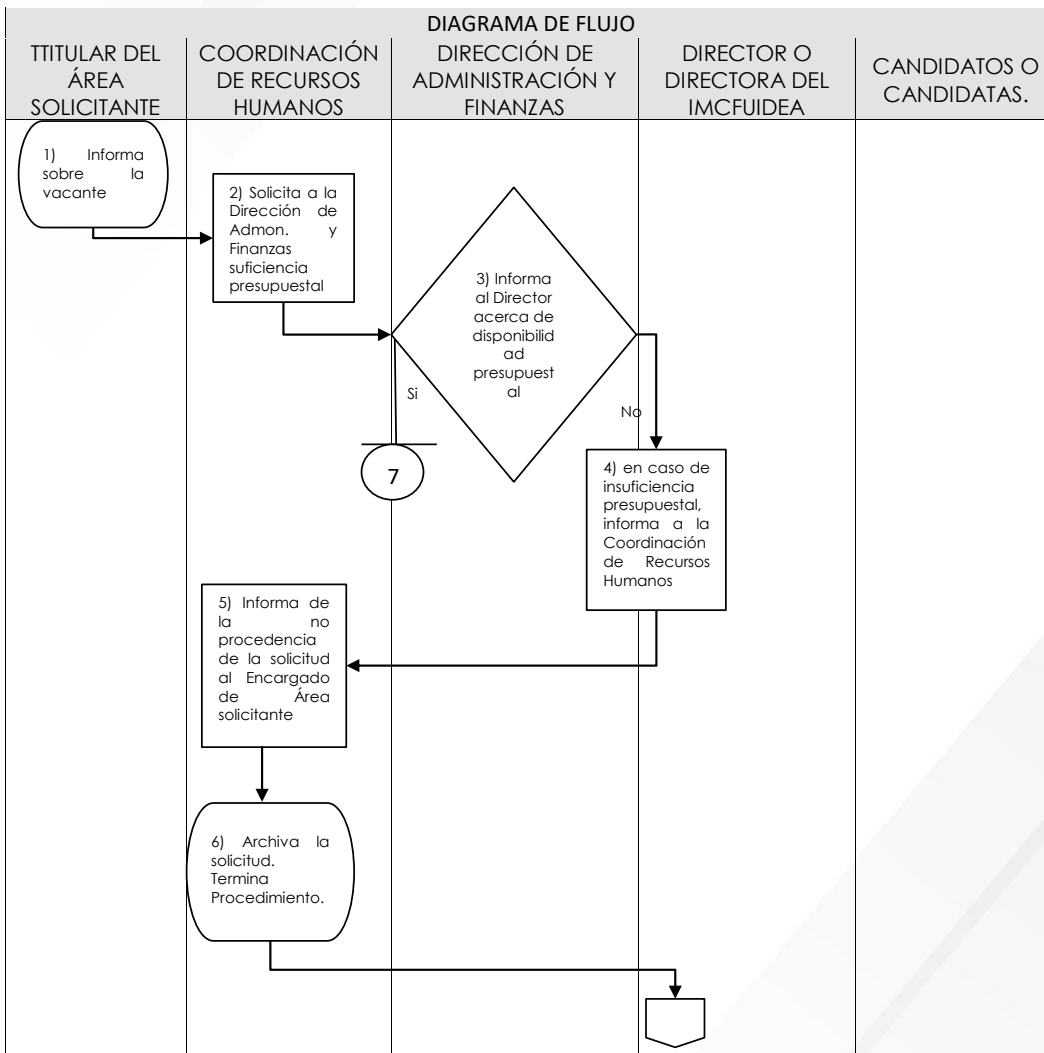 DIAGRAMA DE FLUJO
TTITULAR DEL
ÁREA
SOLICITANTE
COORDINACIÓN
DE RECURSOS
HUMANOS
DIRECCIÓN DE
ADMINISTRACIÓN Y
FINANZAS
DIRECTOR O
DIRECTORA DEL
IMCFUIDEA
CANDIDATOS O
CANDIDATAS.
1) Informa
sobre la
vacante
2) Solicita a la
Dirección de
Admon. y
Finanzas
suficiencia
presupuestal
3) Informa
al Director
acerca de
disponibilid
ad
presupuest
al
Si
No
7
4) en caso de
insuficiencia
presupuestal,
informa a la
Coordinación
de Recursos
Humanos
5) Informa de
la no
procedencia
de la solicitud
al Encargado
de Área
solicitante
6) Archiva la
solicitud.
Termina
Procedimiento.